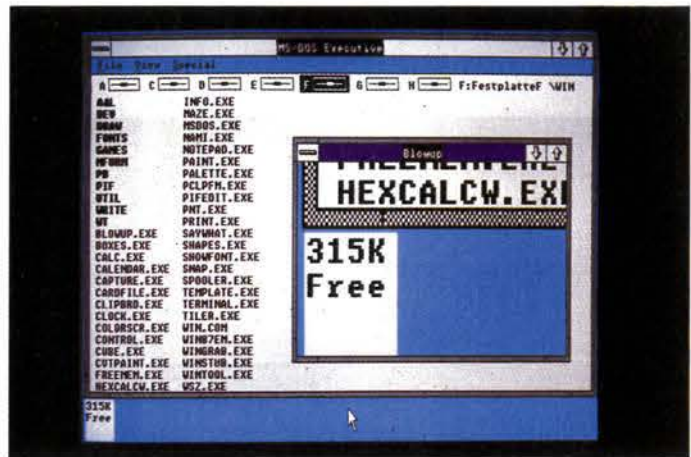 MS-DOS Executive
File View Special
A C D E F G H F:FestplatteF \WIN
AAL INFO.EXE
DEV MAZE.EXE
DRAW MSDOS.EXE
FONTS NAMI.EXE
GAMES NOTEPAD.EXE
MFORM PAINT.EXE
PD PALETTE.EXE
PIF PCLPFM.EXE
UTIL PIFEDIT.EXE
WRITE PNT.EXE
WT PRINT.EXE
BLOWUP.EXE SAYWHAT.EXE
BOXES.EXE SHAPES.EXE
CALC.EXE SHOWFONT.EXE
CALENDAR.EXE SNAP.EXE
CAPTURE.EXE SPOOLER.EXE
CARDFILE.EXE TEMPLATE.EXE
CLIPBRD.EXE TERMINAL.EXE
CLOCK.EXE TILER.EXE
COLORSCR.EXE WIN.COM
CONTROL.EXE WIN87EM.EXE
CUBE.EXE WINGRAB.EXE
CUTPAINT.EXE WINSTUB.EXE
FREEMEM.EXE WINTOOL.EXE
HEXCALCW.EXE WSZ.EXE
Blowup
FREEMEM.EXE
HEXCALCW.EXE
315K
Free
315K
Free